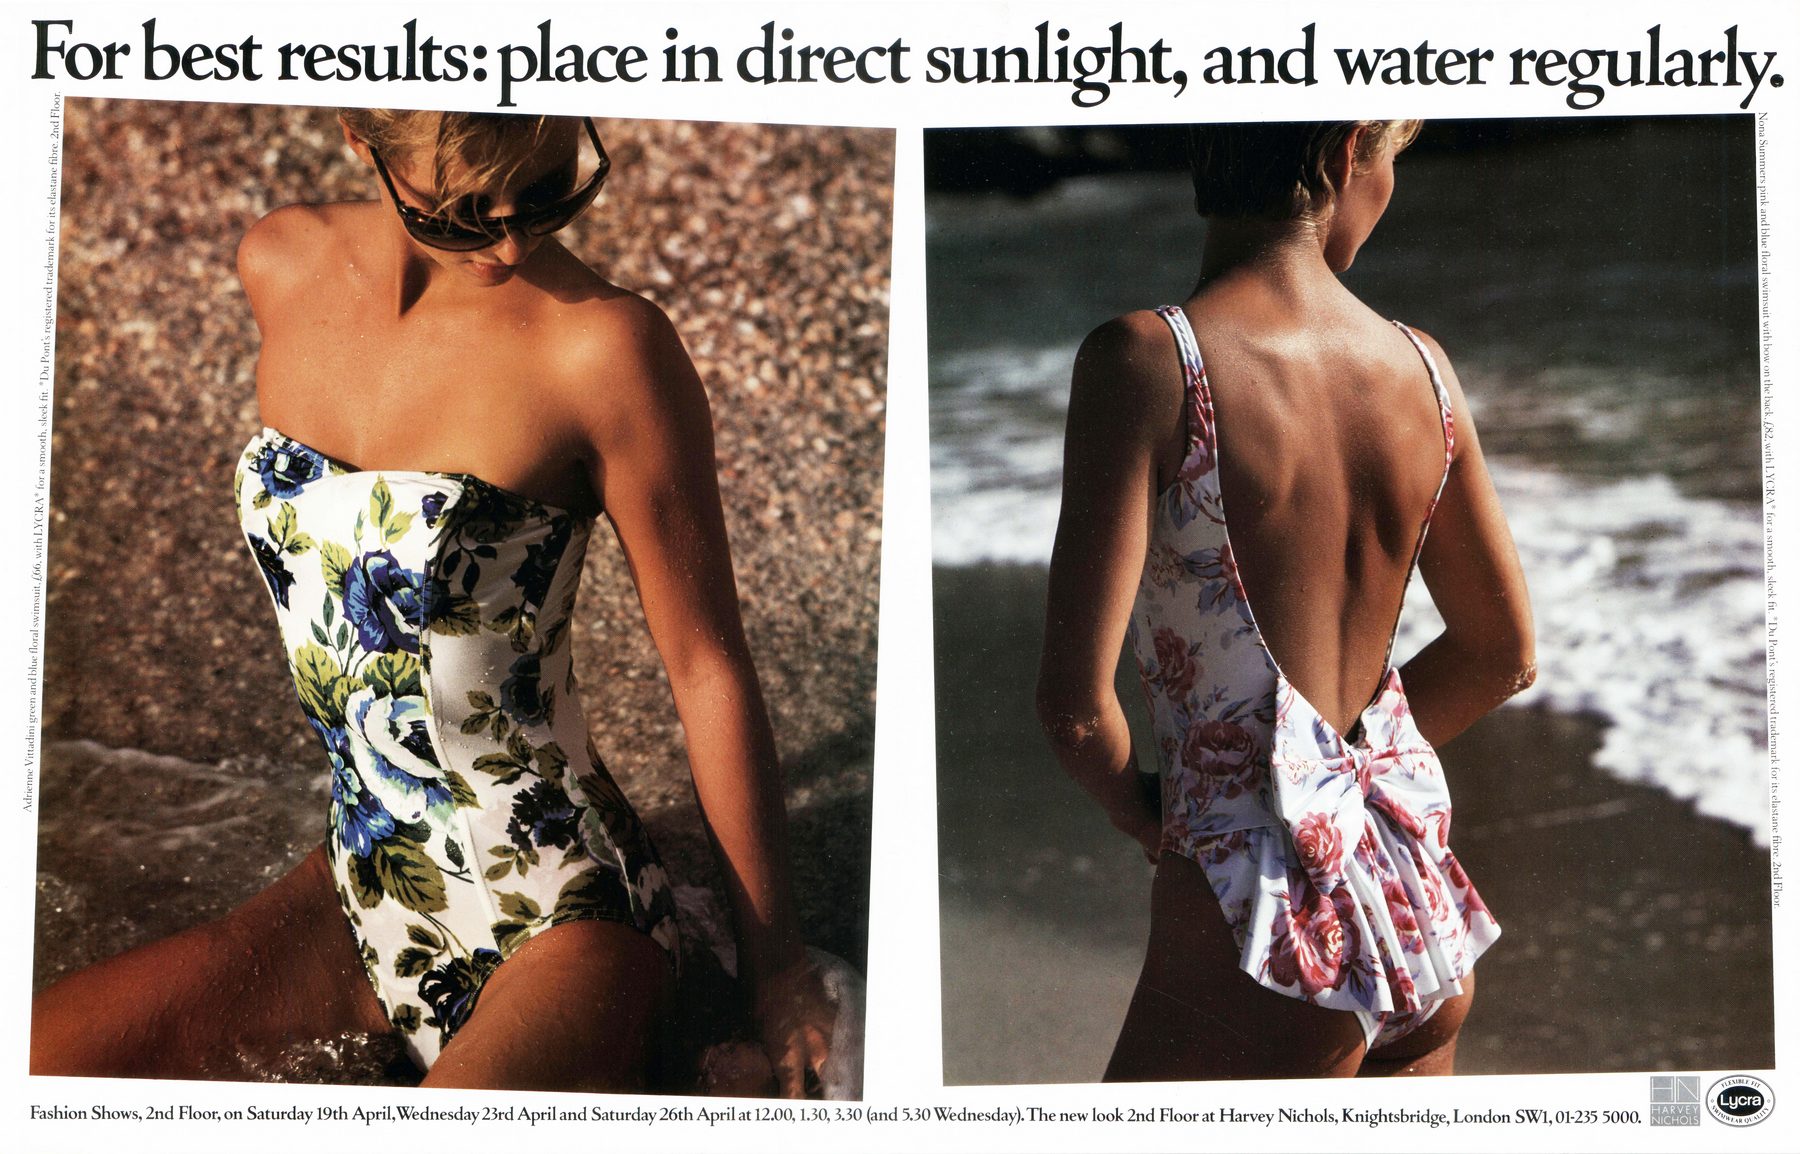 For best results: place in direct sunlight, and water regularly.
Adrienne Vittadini green and blue floral swimsuit, £66, with LYCRA* for a smooth, sleek fit. *Du Pont's registered trademark for its elastane fibre. 2nd Floor.
Nona Summers pink and blue floral swimsuit with bow on the back, £82, with LYCRA* for a smooth, sleek fit. *Du Pont's registered trademark for its elastane fibre. 2nd Floor.
Fashion Shows, 2nd Floor, on Saturday 19th April, Wednesday 23rd April and Saturday 26th April at 12.00, 1.30, 3.30 (and 5.30 Wednesday). The new look 2nd Floor at Harvey Nichols, Knightsbridge, London SW1, 01-235 5000.
HN
HARVEY
NICHOLS
FLEXIBLE FIT
Lycra
SWIMWEAR QUALITY